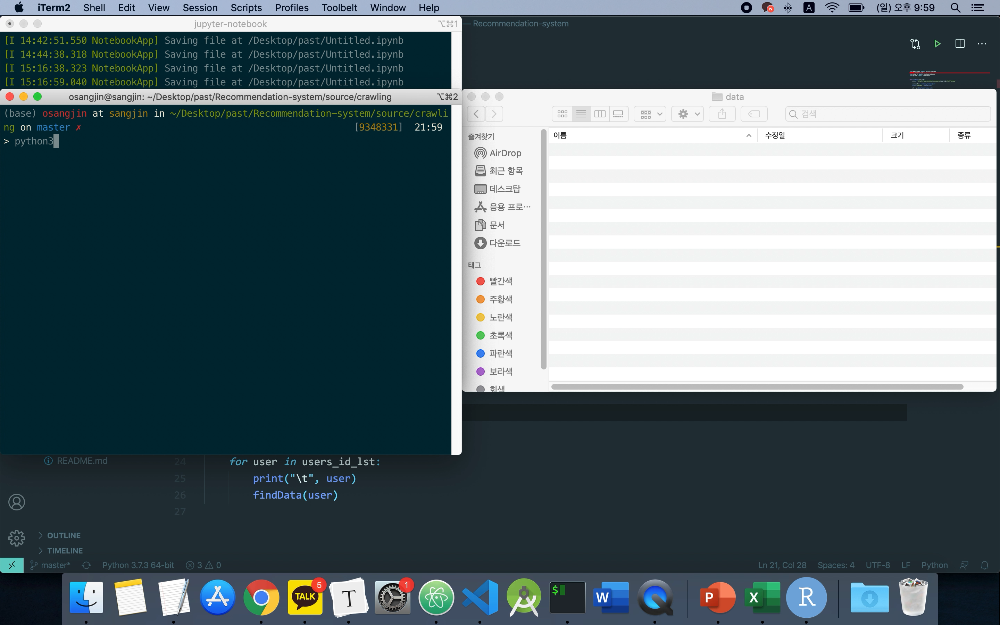 iTerm2 Shell Edit View Session Scripts Profiles Toolbelt Window Help
A (일) 오후 9:59
jupyter-notebook ⌥⌘1
— Recommendation-system
[I 14:42:51.550 NotebookApp] Saving file at /Desktop/past/Untitled.ipynb
[I 14:44:38.318 NotebookApp] Saving file at /Desktop/past/Untitled.ipynb
[I 15:16:38.323 NotebookApp] Saving file at /Desktop/past/Untitled.ipynb
[I 15:16:59.040 NotebookApp] Saving file at /Desktop/past/Untitled.ipynb
osangjin@sangjin: ~/Desktop/past/Recommendation-system/source/crawling ⌥⌘2
(base) osangjin at sangjin in ~/Desktop/past/Recommendation-system/source/crawli
ng on master ✗ [9348331] 21:59
> python3
data
검색
이름 수정일 크기 종류
즐겨찾기
AirDrop
최근 항목
데스크탑
응용 프로…
문서
다운로드
태그
빨간색
주황색
노란색
초록색
파란색
보라색
회색
README.md
24 for user in users_id_lst:
25 print("\t", user)
26 findData(user)
27
OUTLINE
TIMELINE
master* Python 3.7.3 64-bit 3 0
Ln 21, Col 28 Spaces: 4 UTF-8 LF Python
TALK 5
T
1
$
W
P
X
R